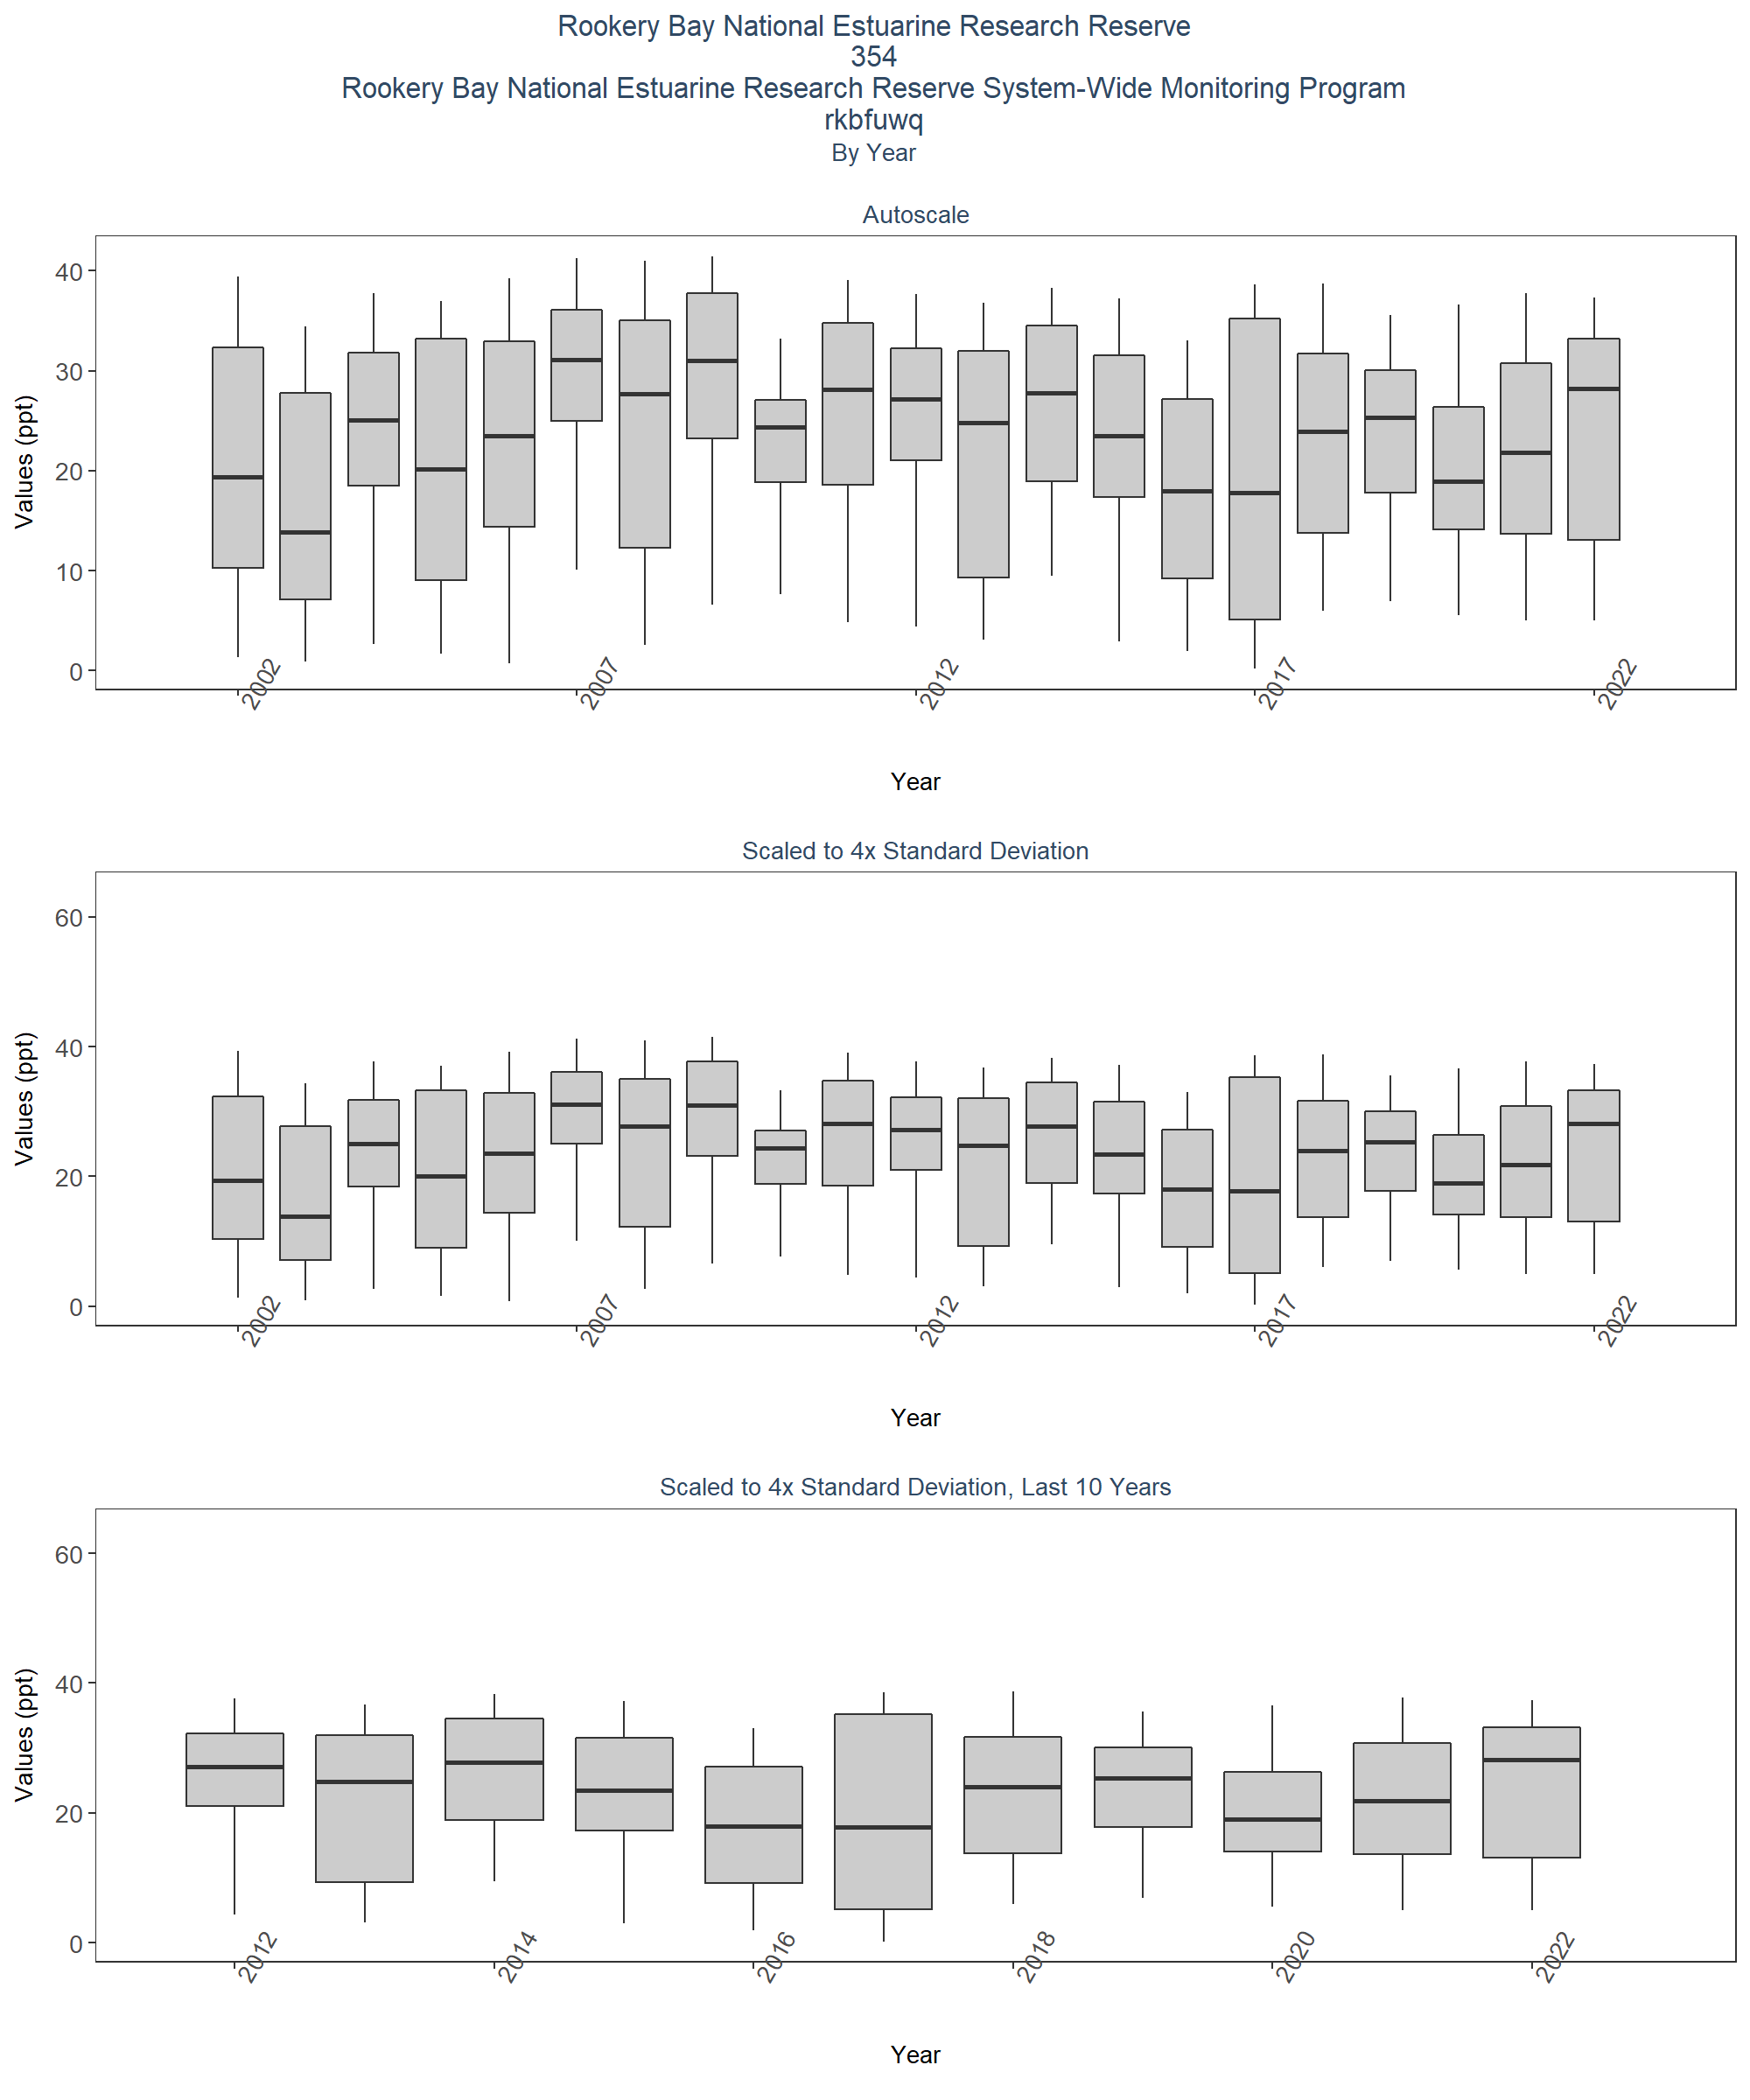 Rookery Bay National Estuarine Research Reserve
354
Rookery Bay National Estuarine Research Reserve System-Wide Monitoring Program
rkbfuwq
By Year
Autoscale
Values (ppt)
40
30
20
10
0
2002 2007 2012 2017 2022
Year
Scaled to 4x Standard Deviation
Values (ppt)
60
40
20
0
2002 2007 2012 2017 2022
Year
Scaled to 4x Standard Deviation, Last 10 Years
Values (ppt)
60
40
20
0
2012 2014 2016 2018 2020 2022
Year